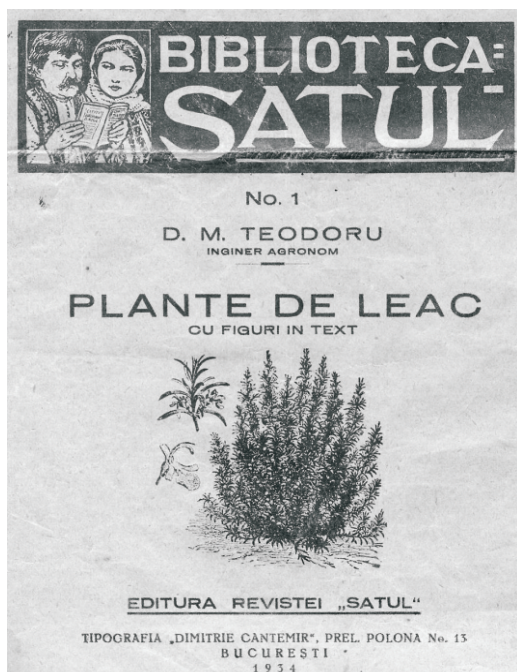 BIBLIOTECA
SATUL
No. 1
D. M. TEODORU
INGINER AGRONOM
PLANTE DE LEAC
CU FIGURI IN TEXT
EDITURA REVISTEI „SATUL“
TIPOGRAFIA „DIMITRIE CANTEMIR“, PREL. POLONA No. 13
BUCUREȘTI
1934